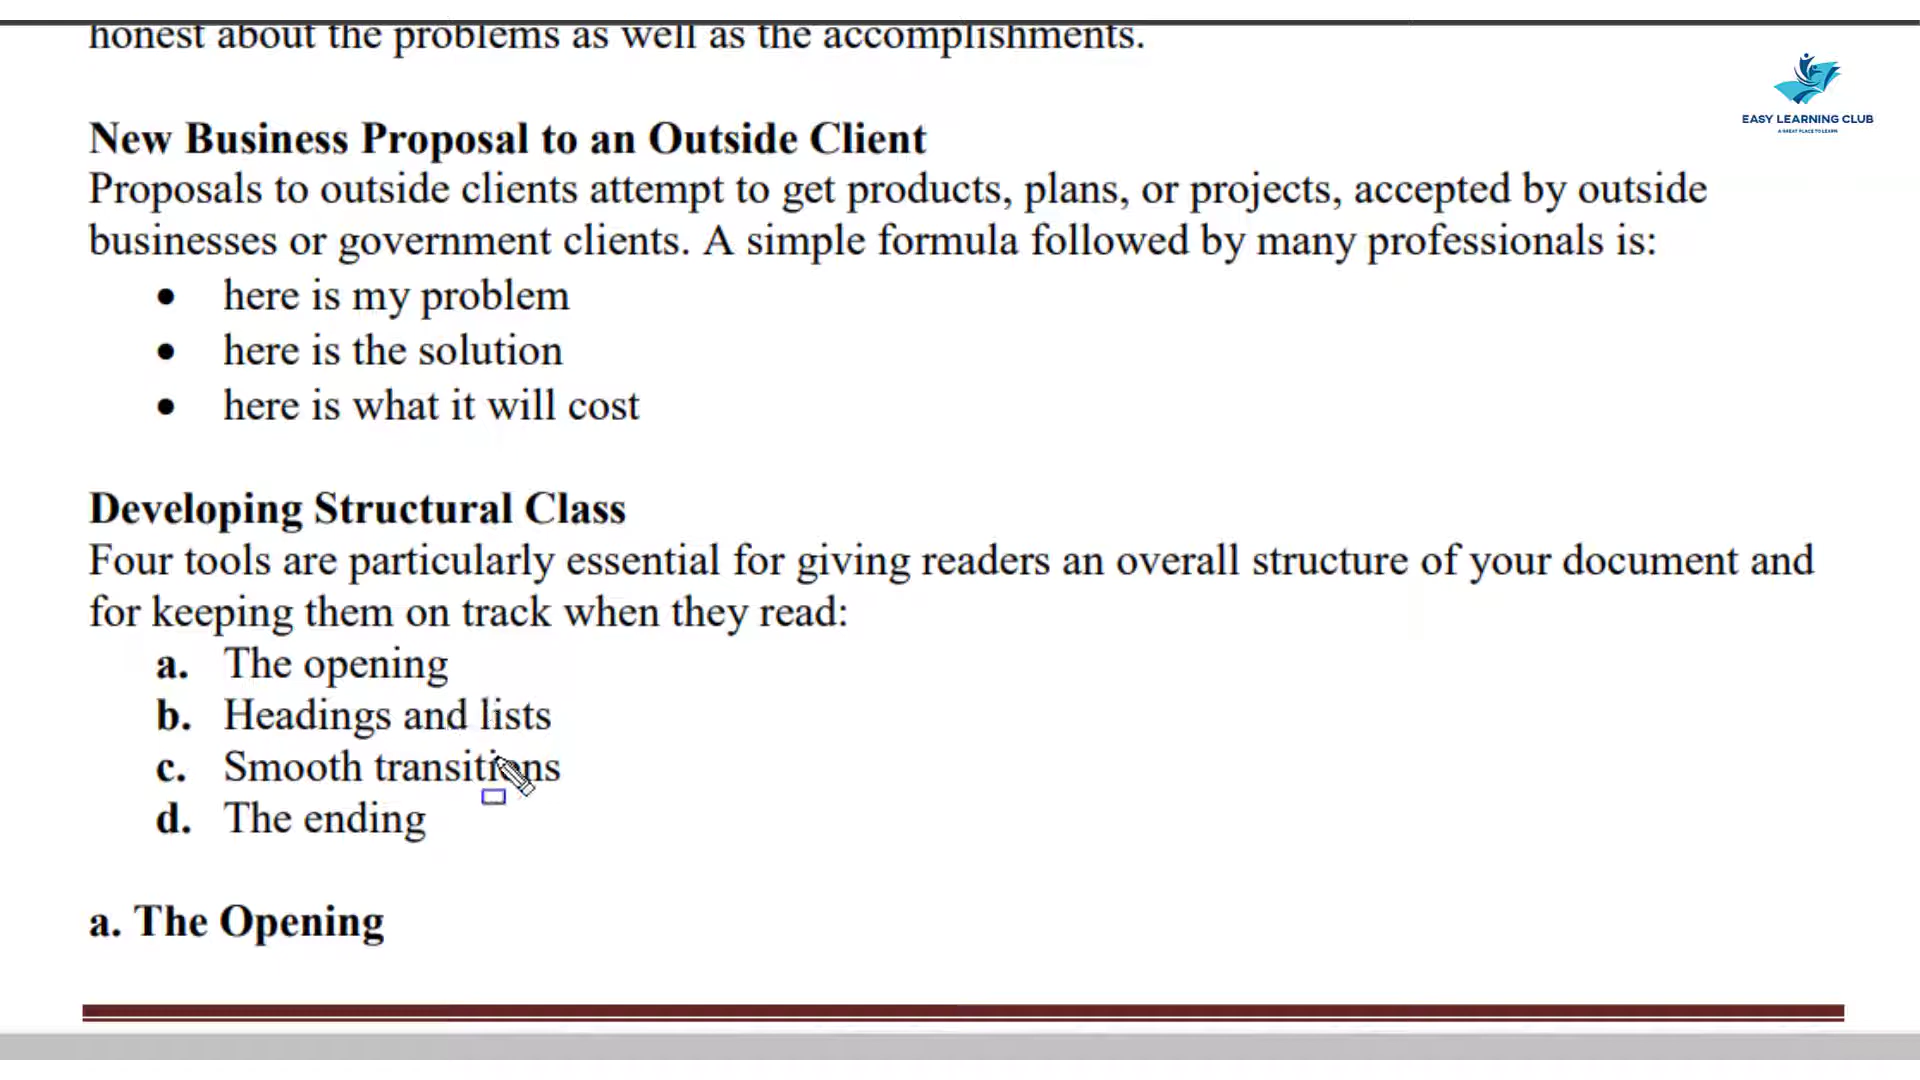 honest about the problems as well as the accomplishments.
EASY LEARNING CLUB
A GREAT PLACE TO LEARN
New Business Proposal to an Outside Client
Proposals to outside clients attempt to get products, plans, or projects, accepted by outside
businesses or government clients. A simple formula followed by many professionals is:
• here is my problem
• here is the solution
• here is what it will cost
Developing Structural Class
Four tools are particularly essential for giving readers an overall structure of your document and
for keeping them on track when they read:
a. The opening
b. Headings and lists
c. Smooth transitions
d. The ending
a. The Opening